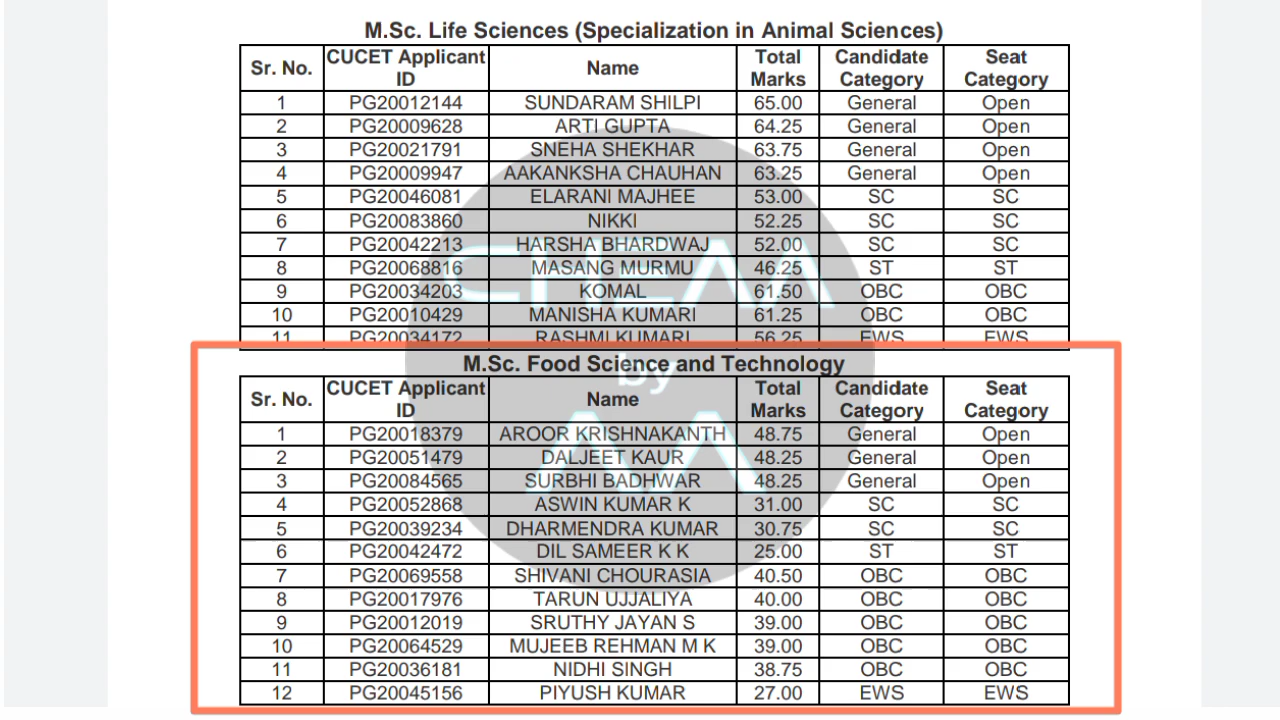 M.Sc. Life Sciences (Specialization in Animal Sciences)
Sr. No. CUCET Applicant ID Name Total Marks Candidate Category Seat Category
1 PG20012144 SUNDARAM SHILPI 65.00 General Open
2 PG20009628 ARTI GUPTA 64.25 General Open
3 PG20021791 SNEHA SHEKHAR 63.75 General Open
4 PG20009947 AAKANKSHA CHAUHAN 63.25 General Open
5 PG20046081 ELARANI MAJHEE 53.00 SC SC
6 PG20083860 NIKKI 52.25 SC SC
7 PG20042213 HARSHA BHARDWAJ 52.00 SC SC
8 PG20068816 MASANG MURMU 46.25 ST ST
9 PG20034203 KOMAL 61.50 OBC OBC
10 PG20010429 MANISHA KUMARI 61.25 OBC OBC
11 PG20034172 RASHMI KUMARI 56.25 EWS EWS
M.Sc. Food Science and Technology
Sr. No. CUCET Applicant ID Name Total Marks Candidate Category Seat Category
1 PG20018379 AROOR KRISHNAKANTH 48.75 General Open
2 PG20051479 DALJEET KAUR 48.25 General Open
3 PG20084565 SURBHI BADHWAR 48.25 General Open
4 PG20052868 ASWIN KUMAR K 31.00 SC SC
5 PG20039234 DHARMENDRA KUMAR 30.75 SC SC
6 PG20042472 DIL SAMEER K K 25.00 ST ST
7 PG20069558 SHIVANI CHOURASIA 40.50 OBC OBC
8 PG20017976 TARUN UJJALIYA 40.00 OBC OBC
9 PG20012019 SRUTHY JAYAN S 39.00 OBC OBC
10 PG20064529 MUJEEB REHMAN M K 39.00 OBC OBC
11 PG20036181 NIDHI SINGH 38.75 OBC OBC
12 PG20045156 PIYUSH KUMAR 27.00 EWS EWS
by